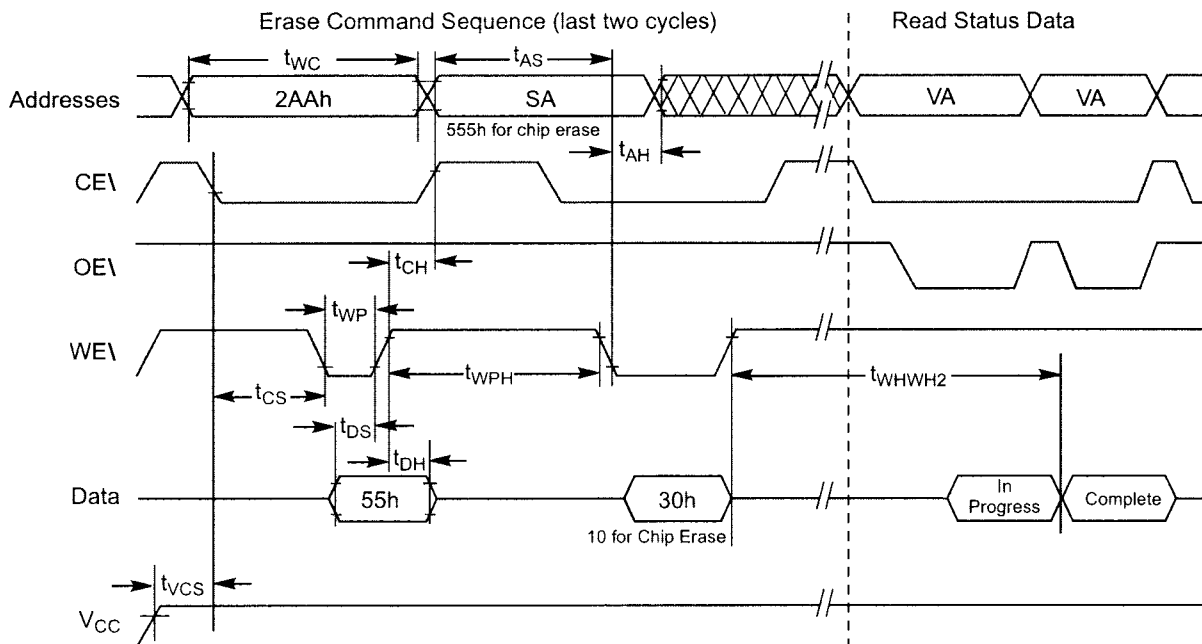 Erase Command Sequence (last two cycles)
Read Status Data
tWC
tAS
Addresses
2AAh
SA
VA
VA
555h for chip erase
tAH
CE\
OE\
tCH
tWP
WE\
tWPH
tWHWH2
tCS
tDS
tDH
Data
55h
30h
In
Progress
Complete
10 for Chip Erase
tVCS
VCC